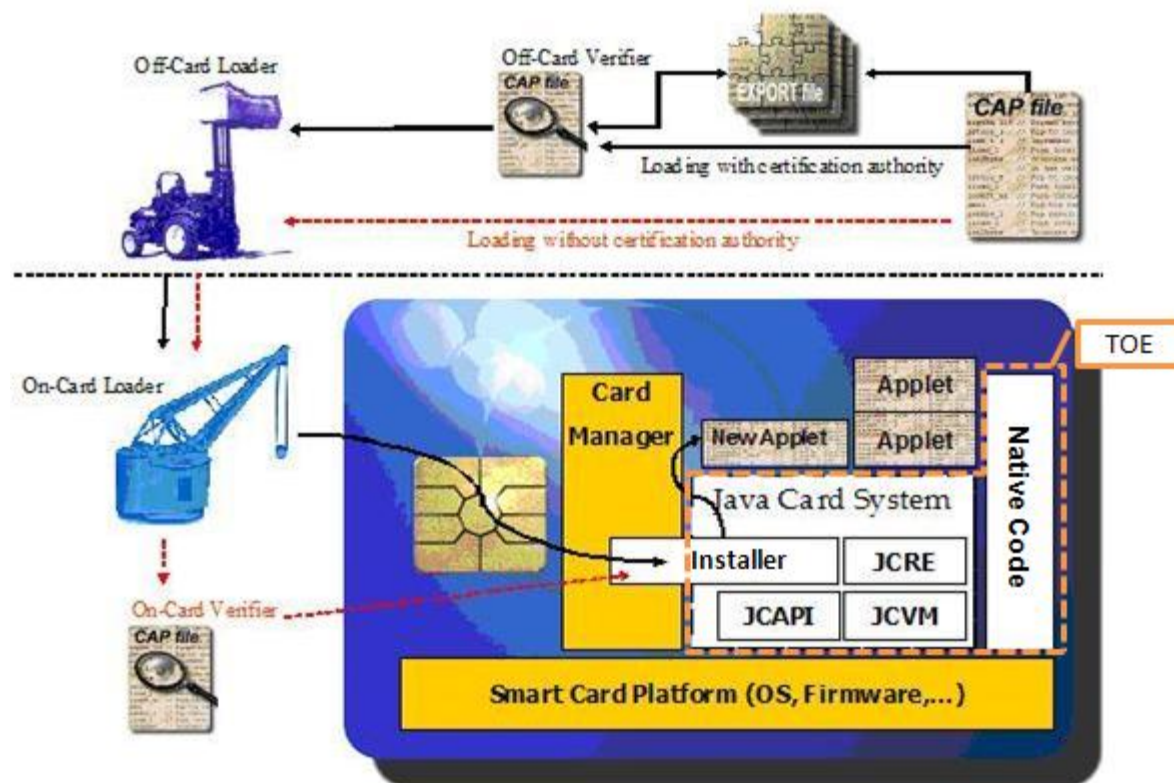 Off-Card Loader
Off-Card Verifier
CAP file
EXPORT file
CAP file
Loading with certification authority
Loading without certification authority
TOE
On-Card Loader
Card
Manager
Applet
New Applet
Applet
Native Code
Java Card System
Installer
JCRE
JCAPI
JCVM
On-Card Verifier
CAP file
Smart Card Platform (OS, Firmware,...)